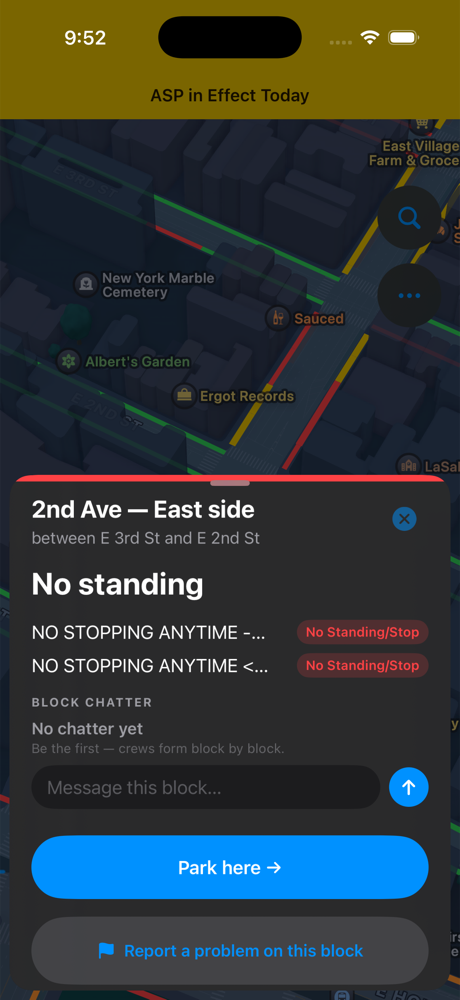 9:52
ASP in Effect Today
East Village
Farm & Groce
New York Marble
Cemetery
Sauced
Albert's Garden
Ergot Records
E 2ND ST
LaSal
2nd Ave — East side
between E 3rd St and E 2nd St
No standing
NO STOPPING ANYTIME -...
No Standing/Stop
NO STOPPING ANYTIME <...
No Standing/Stop
BLOCK CHATTER
No chatter yet
Be the first — crews form block by block.
Message this block...
Park here →
Report a problem on this block